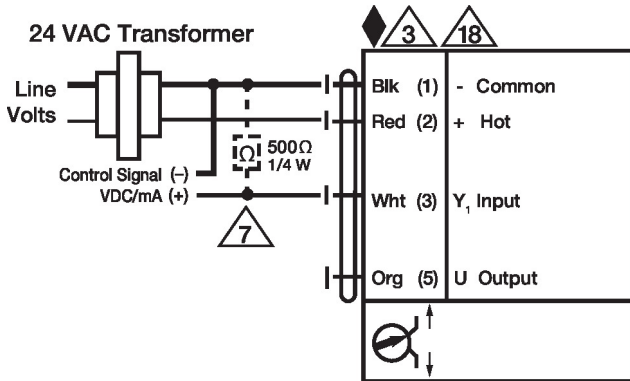 24 VAC Transformer
3 18
Line
Volts
Blk (1) - Common
Red (2) + Hot
Ω 500Ω
1/4 W
Control Signal (–)
VDC/mA (+)
Wht (3) Y₁ Input
7
Org (5) U Output